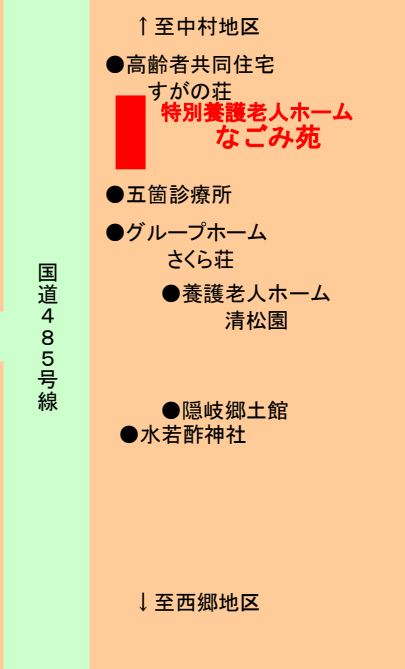 ↑至中村地区
●高齢者共同住宅
すがの荘
特別養護老人ホーム
なごみ苑
●五箇診療所
●グループホーム
さくら荘
●養護老人ホーム
清松園
国道４８５号線
●隠岐郷土館
●水若酢神社
↓至西郷地区